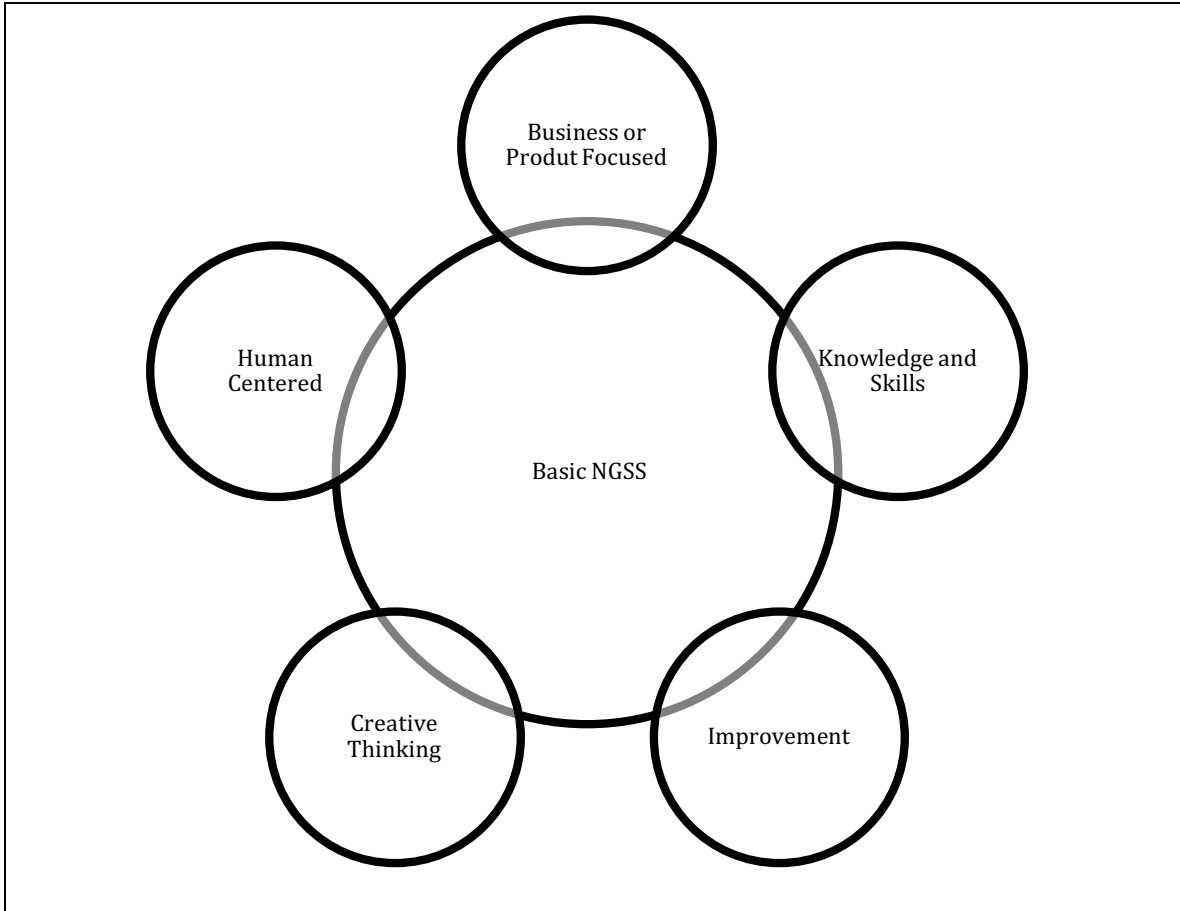 Business or
Produt Focused
Human
Centered
Knowledge and
Skills
Basic NGSS
Creative
Thinking
Improvement